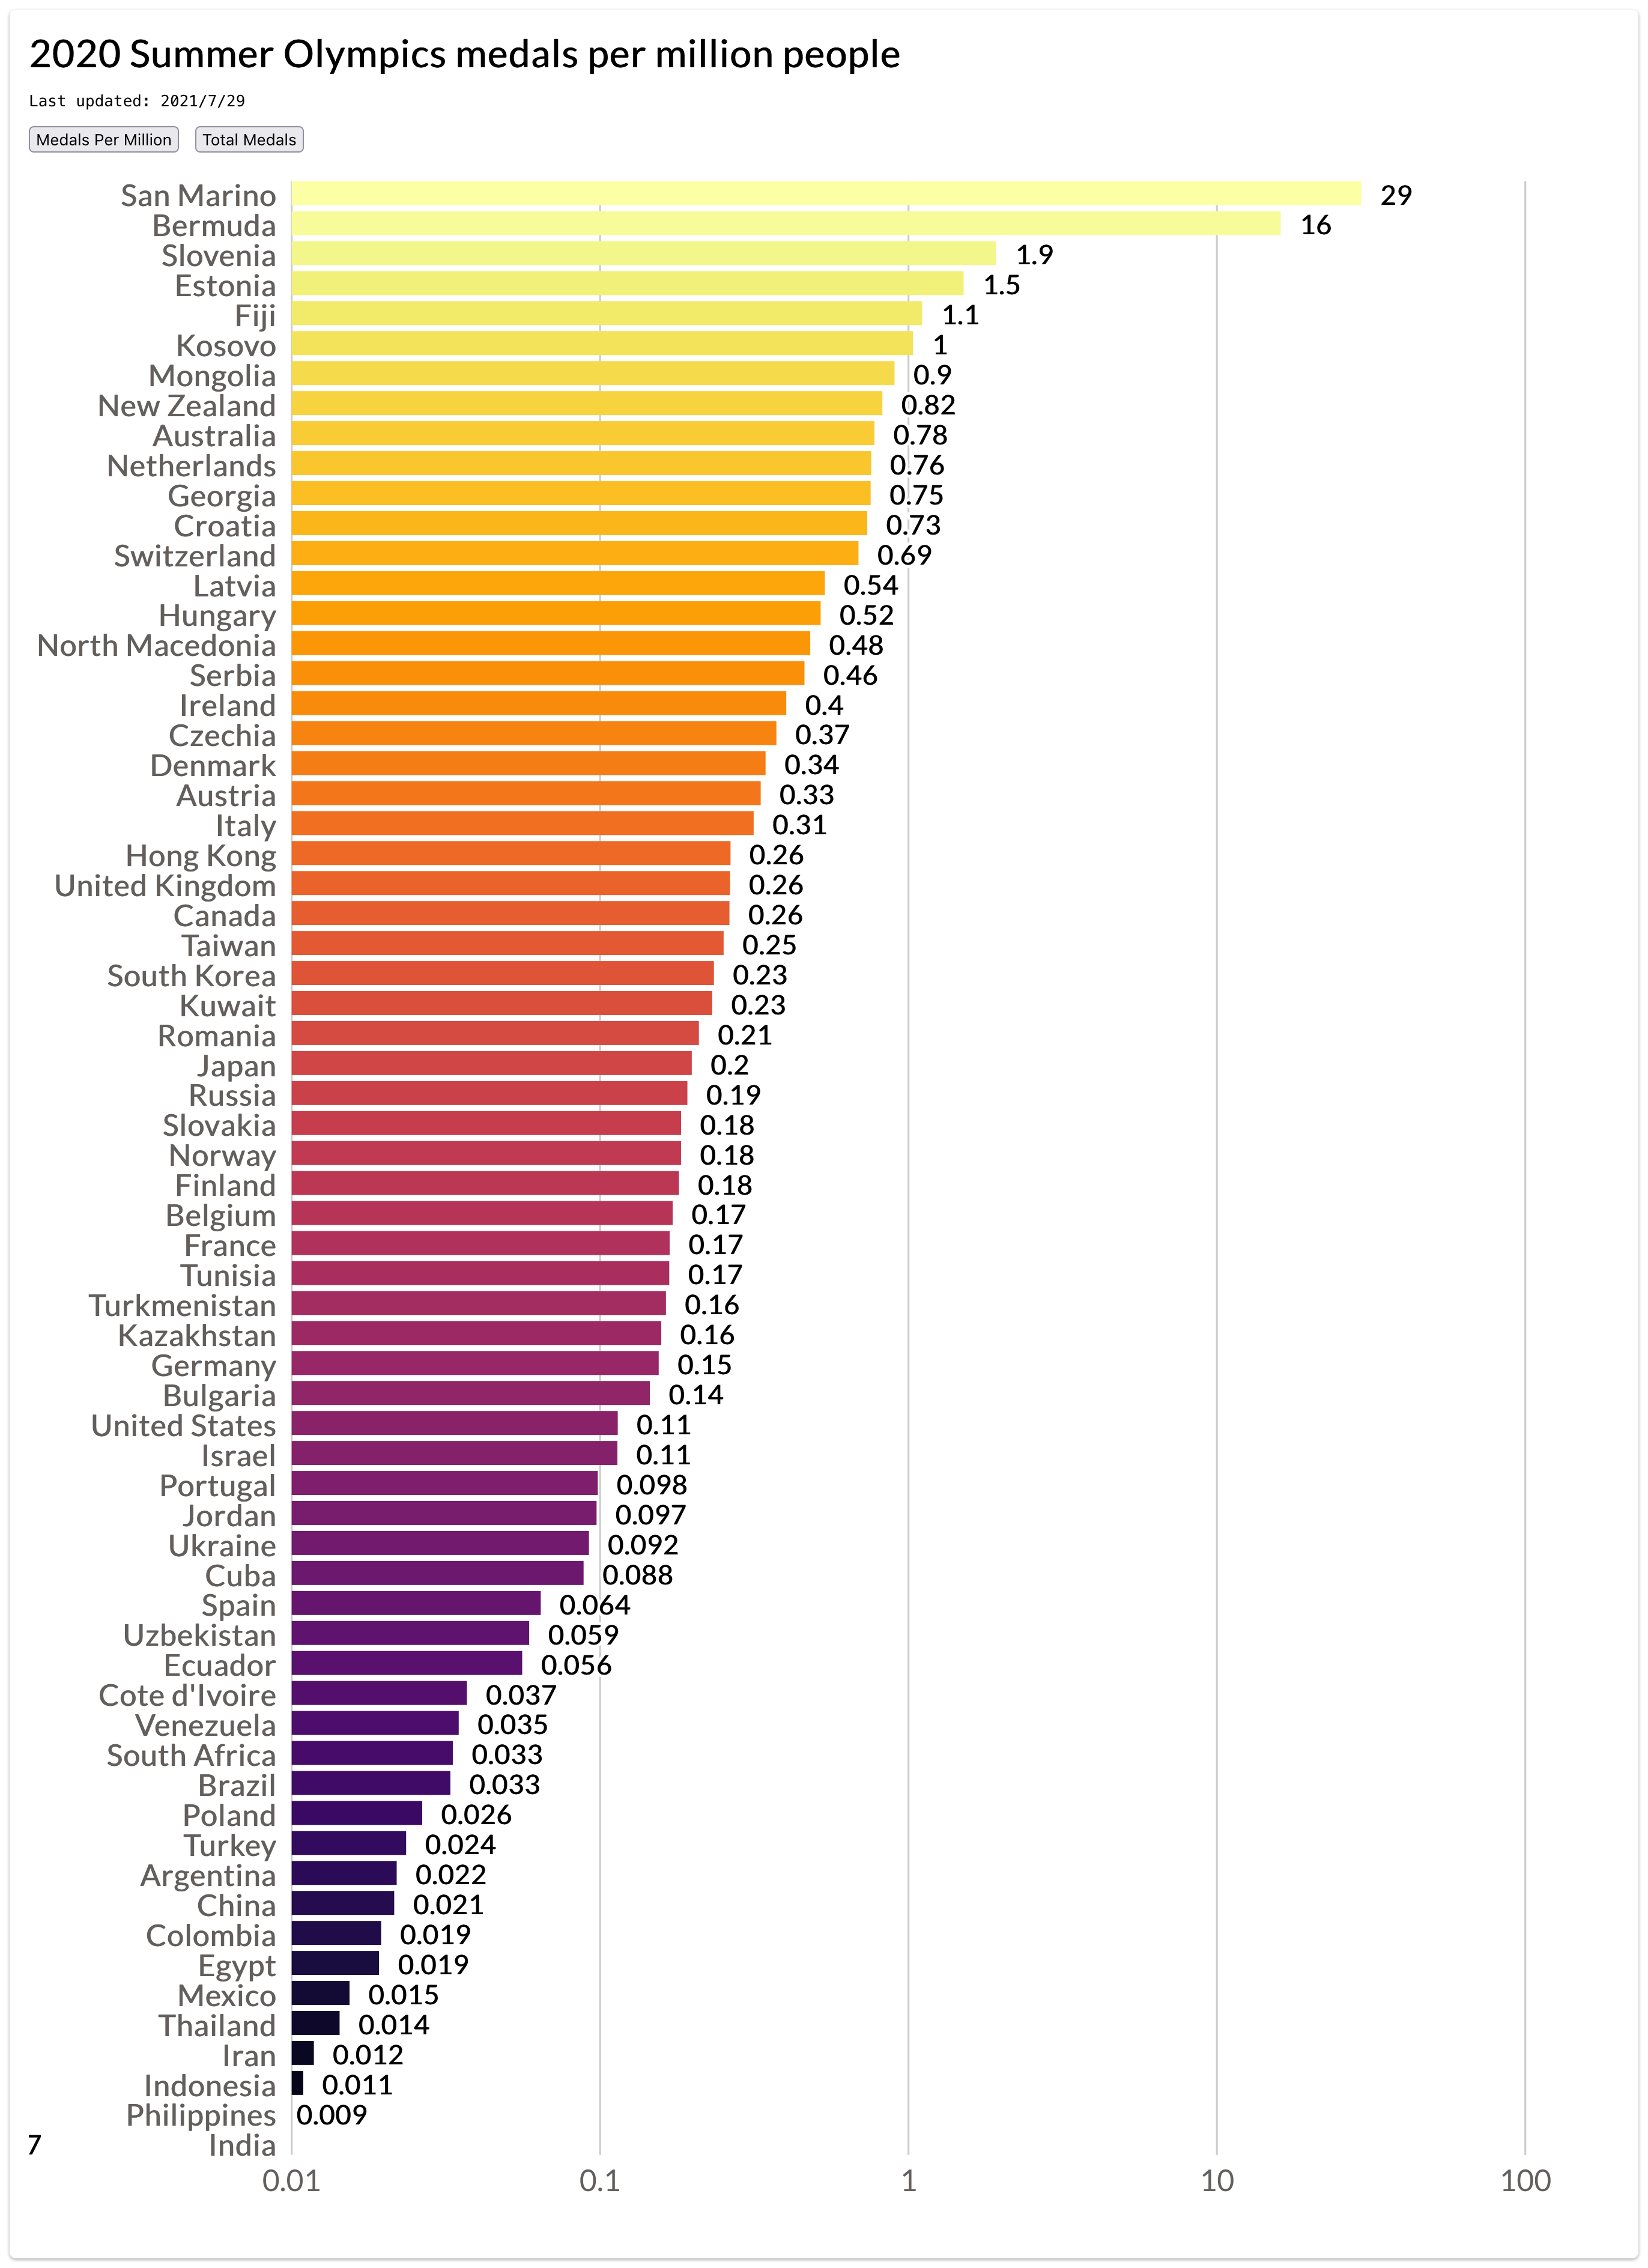 2020 Summer Olympics medals per million people
Last updated: 2021/7/29
Medals Per Million Total Medals
San Marino 29
Bermuda 16
Slovenia 1.9
Estonia 1.5
Fiji 1.1
Kosovo 1
Mongolia 0.9
New Zealand 0.82
Australia 0.78
Netherlands 0.76
Georgia 0.75
Croatia 0.73
Switzerland 0.69
Latvia 0.54
Hungary 0.52
North Macedonia 0.48
Serbia 0.46
Ireland 0.4
Czechia 0.37
Denmark 0.34
Austria 0.33
Italy 0.31
Hong Kong 0.26
United Kingdom 0.26
Canada 0.26
Taiwan 0.25
South Korea 0.23
Kuwait 0.23
Romania 0.21
Japan 0.2
Russia 0.19
Slovakia 0.18
Norway 0.18
Finland 0.18
Belgium 0.17
France 0.17
Tunisia 0.17
Turkmenistan 0.16
Kazakhstan 0.16
Germany 0.15
Bulgaria 0.14
United States 0.11
Israel 0.11
Portugal 0.098
Jordan 0.097
Ukraine 0.092
Cuba 0.088
Spain 0.064
Uzbekistan 0.059
Ecuador 0.056
Cote d'Ivoire 0.037
Venezuela 0.035
South Africa 0.033
Brazil 0.033
Poland 0.026
Turkey 0.024
Argentina 0.022
China 0.021
Colombia 0.019
Egypt 0.019
Mexico 0.015
Thailand 0.014
Iran 0.012
Indonesia 0.011
Philippines 0.009
7 India
0.01 0.1 1 10 100